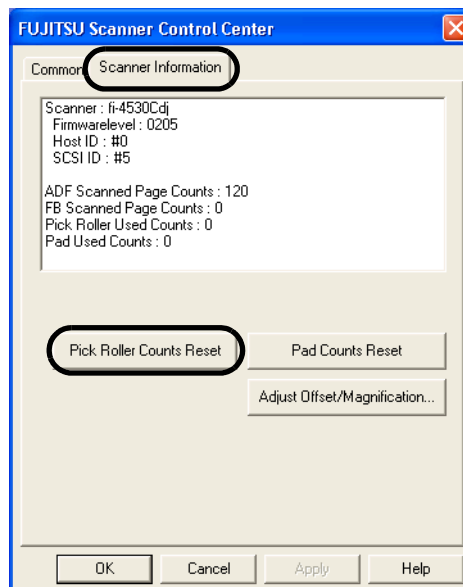 FUJITSU Scanner Control Center
Common Scanner Information
Scanner : fi-4530Cdj
Firmwarelevel : 0205
Host ID : #0
SCSI ID : #5
ADF Scanned Page Counts : 120
FB Scanned Page Counts : 0
Pick Roller Used Counts : 0
Pad Used Counts : 0
Pick Roller Counts Reset Pad Counts Reset
Adjust Offset/Magnification...
OK Cancel Apply Help